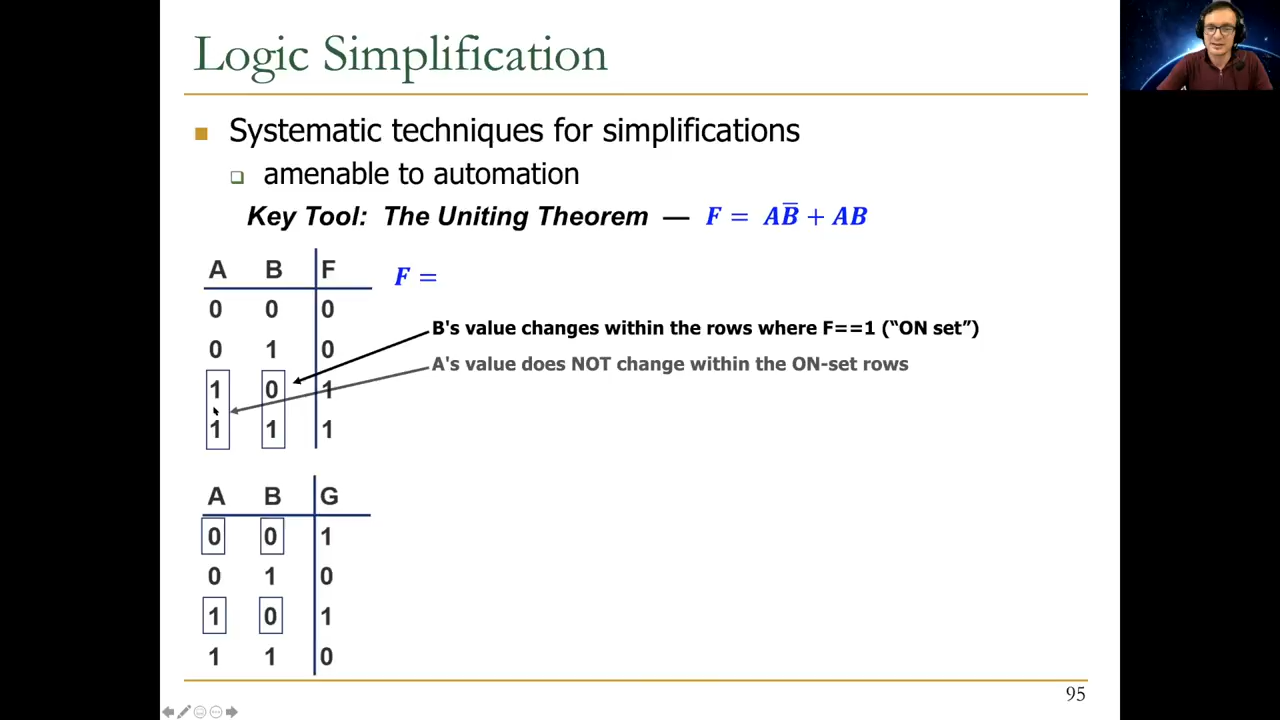 Logic Simplification
Systematic techniques for simplifications
amenable to automation
Key Tool: The Uniting Theorem — F = AB̅ + AB
A B F
F =
0 0 0
B's value changes within the rows where F==1 (“ON set”)
0 1 0
A's value does NOT change within the ON-set rows
1 0 1
1 1 1
A B G
0 0 1
0 1 0
1 0 1
1 1 0
95